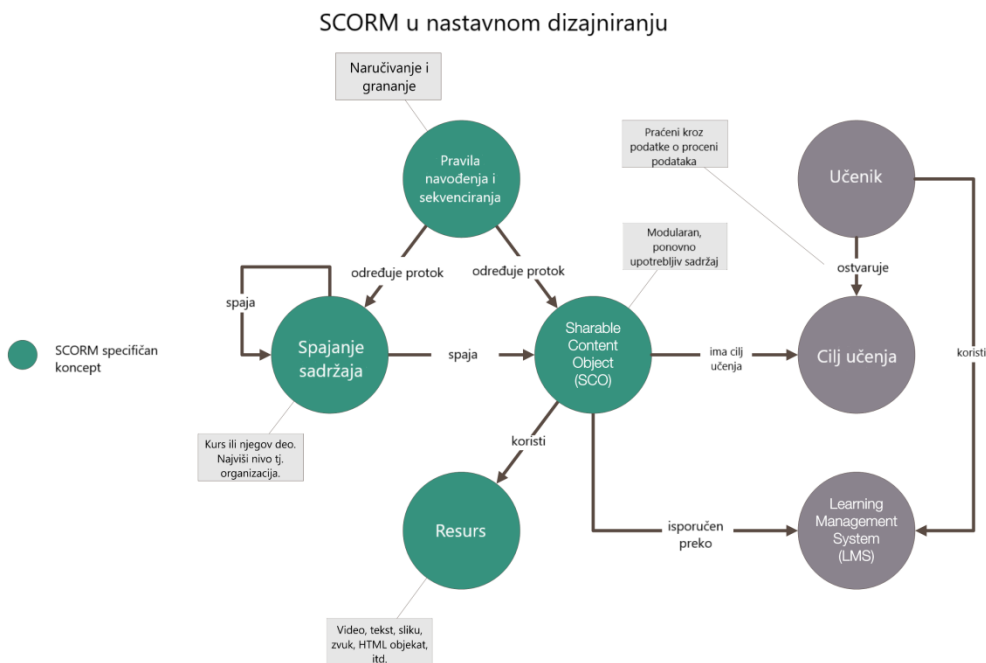 SCORM u nastavnom dizajniranju
Naručivanje i
grananje
Pravila
navođenja i
sekvenciranja
Praćeni kroz
podatke o proceni
podataka
Učenik
Modularan,
ponovno
upotrebljiv sadržaj
određuje protok
određuje protok
ostvaruje
spaja
SCORM specifičan
koncept
Spajanje
sadržaja
spaja
Sharable
Content
Object
(SCO)
ima cilj
učenja
Cilj učenja
koristi
Kurs ili njegov deo.
Najviši nivo tj.
organizacija.
koristi
Resurs
isporučen
preko
Learning
Management
System
(LMS)
Video, tekst, sliku,
zvuk, HTML objekat,
itd.